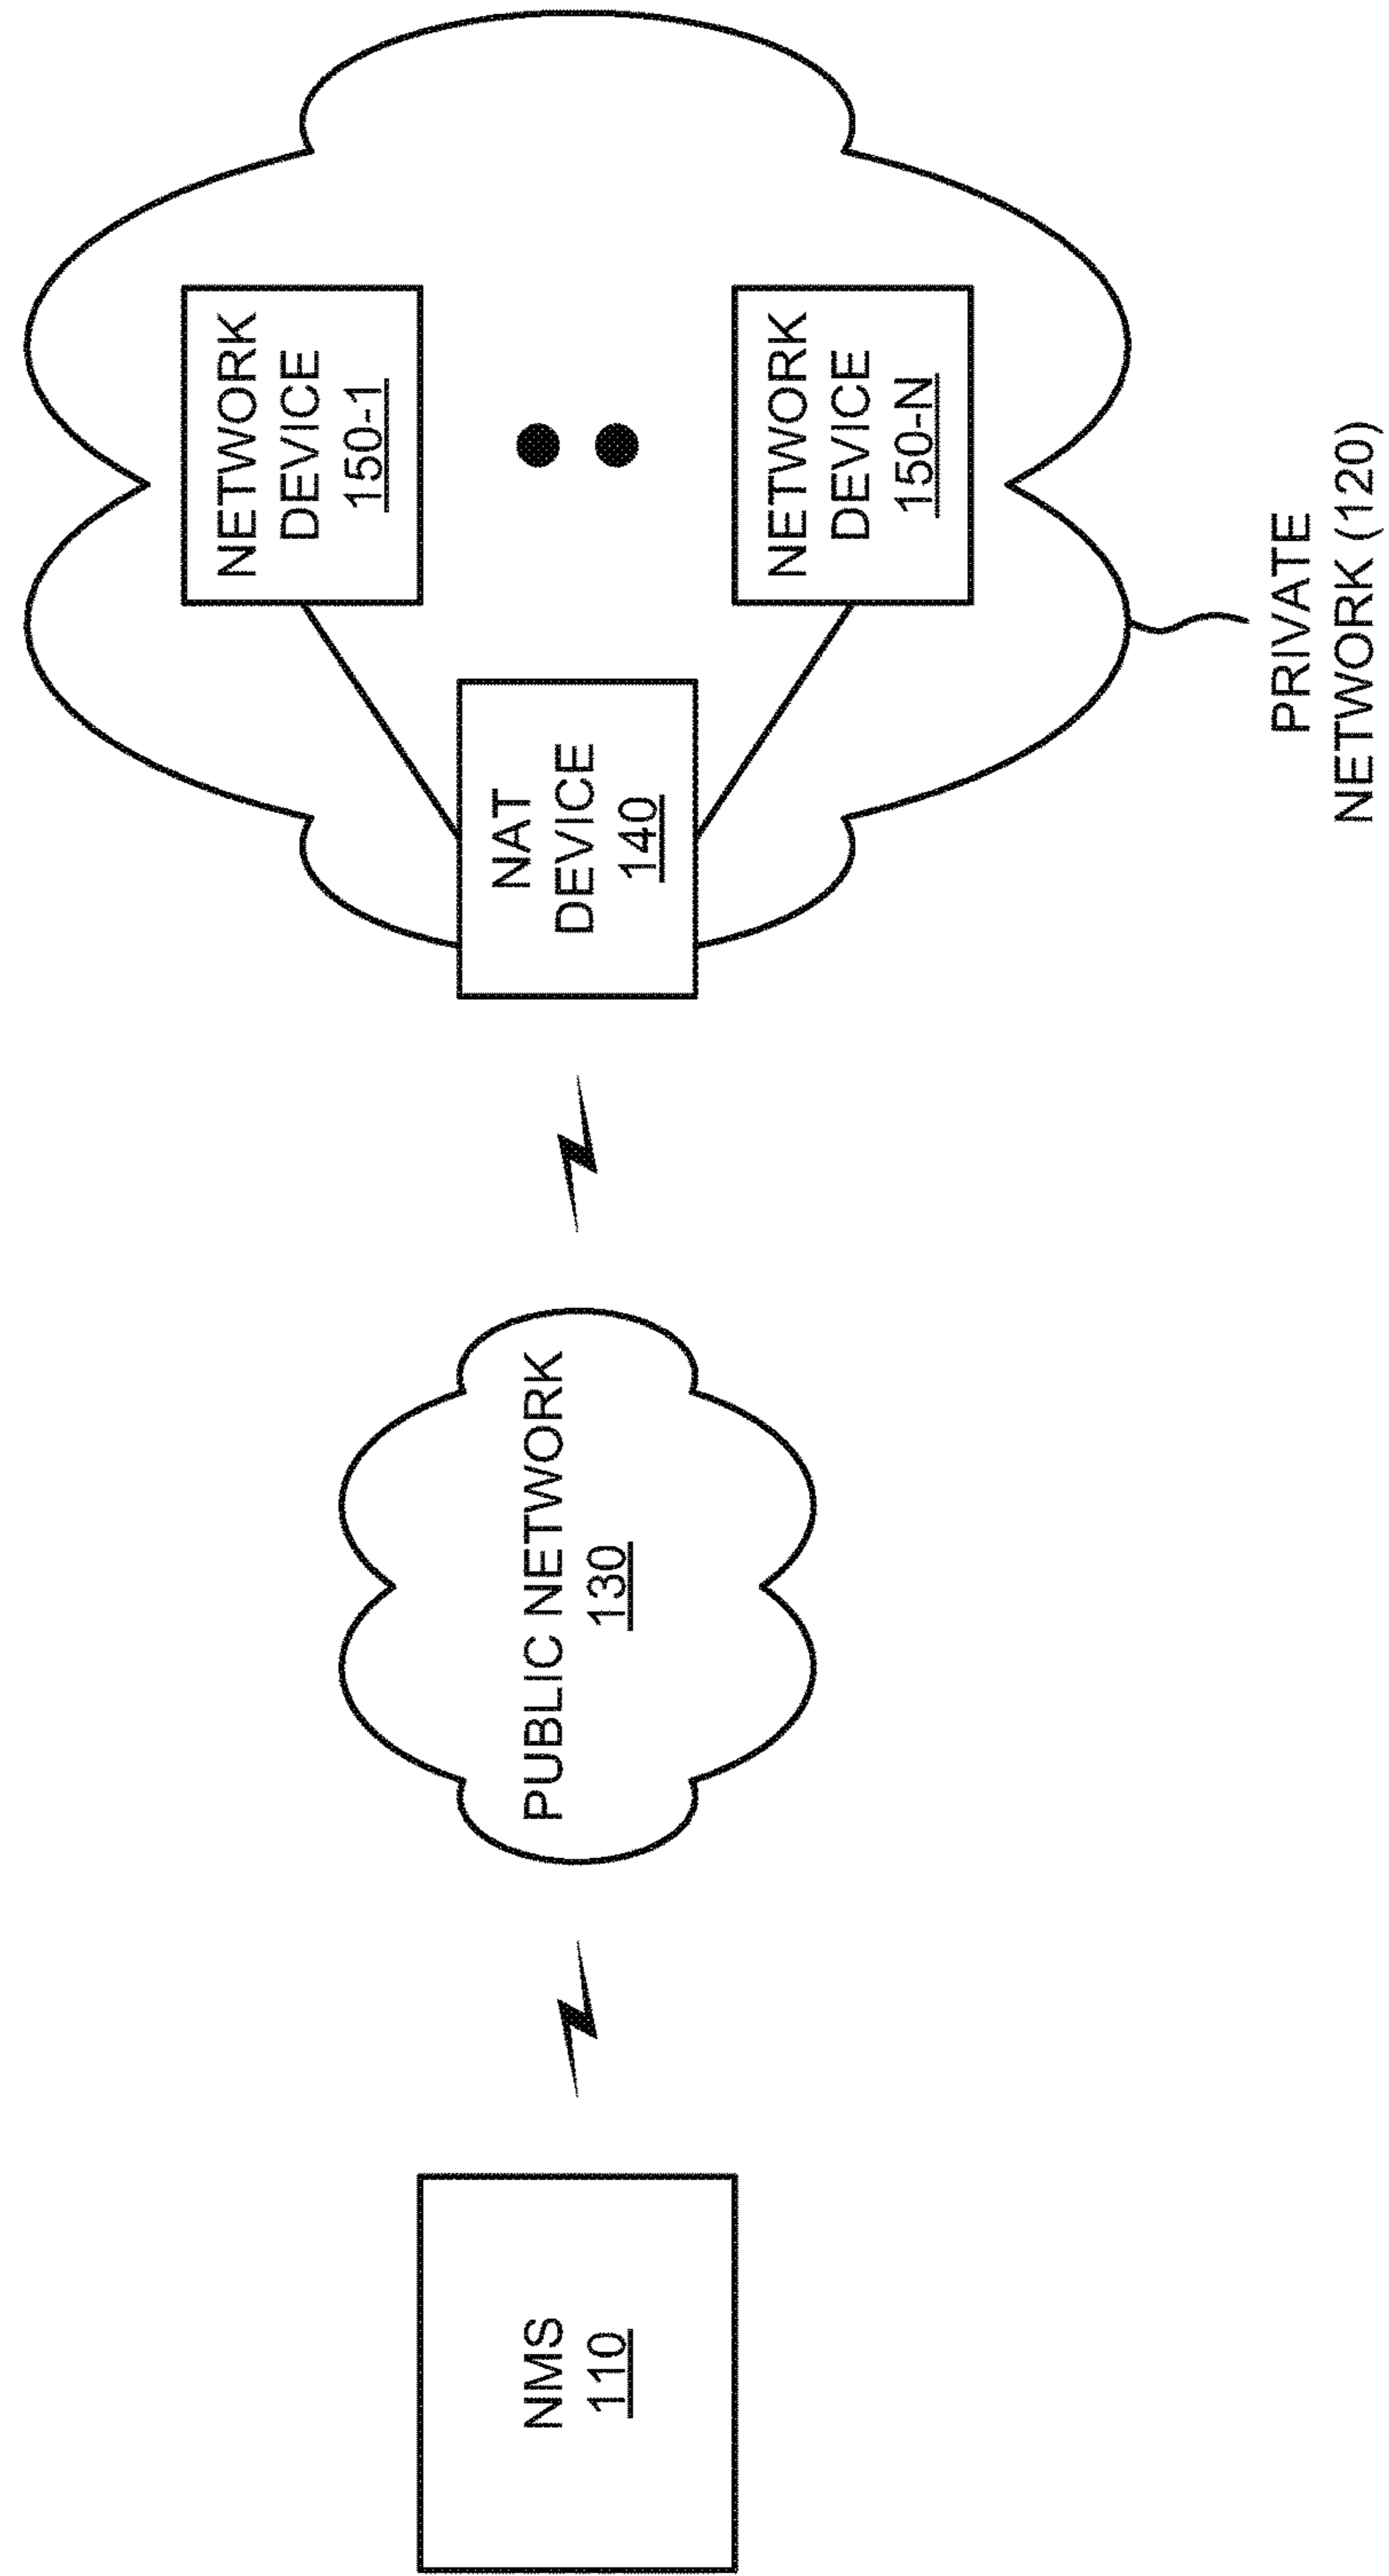 NMS
110
PUBLIC NETWORK
130
NAT
DEVICE
140
NETWORK
DEVICE
150-1
NETWORK
DEVICE
150-N
PRIVATE
NETWORK (120)